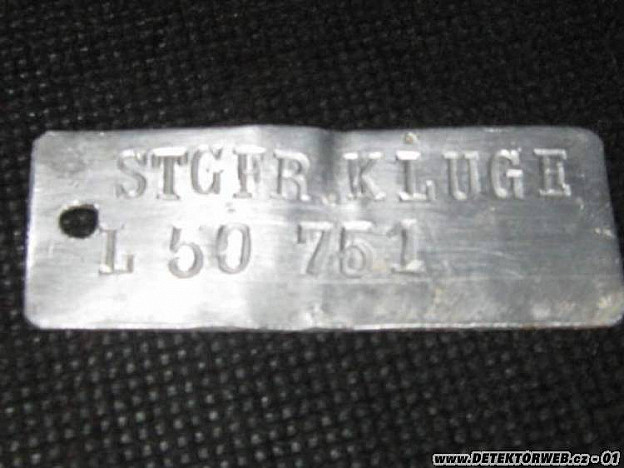 STGFR.KLUGE
L 50 751
www.DETEKTORWEB.cz - 01